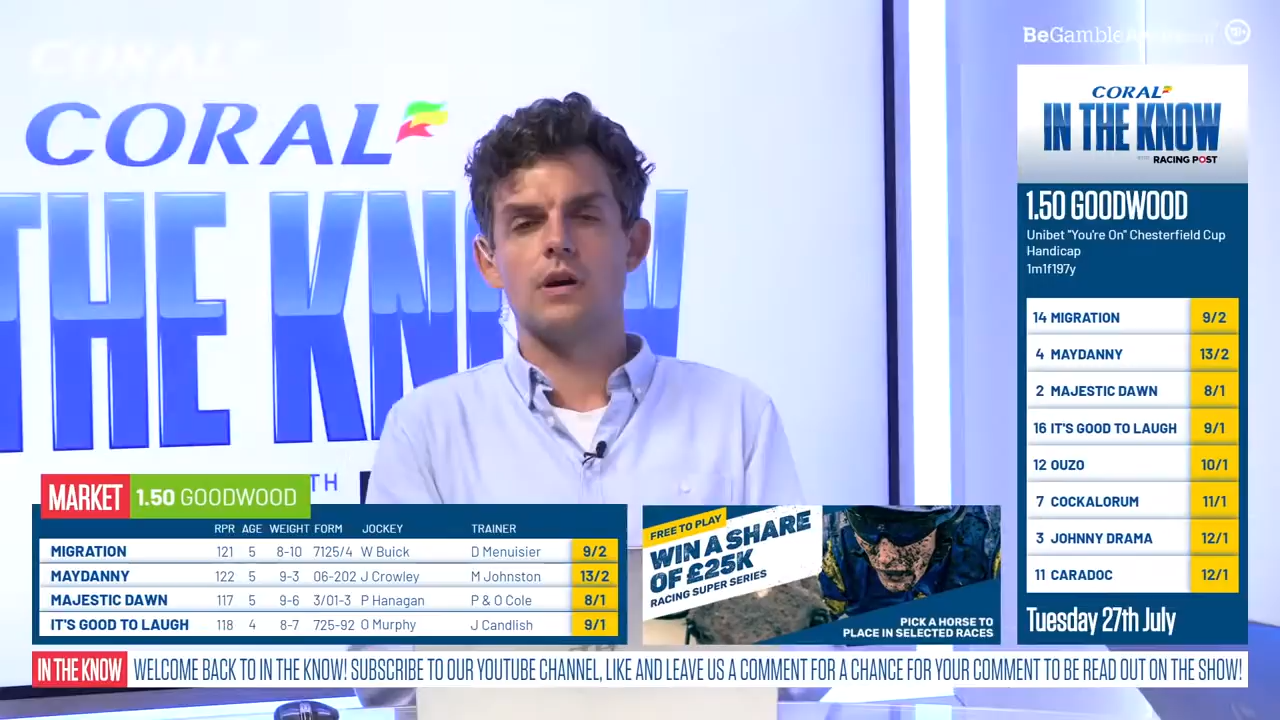 CORAL
BeGambleAware
18+
CORAL
THE KNOW
TH
CORAL
IN THE KNOW
WITH RACING POST
1.50 GOODWOOD
Unibet "You're On" Chesterfield Cup
Handicap
1m1f197y
14 MIGRATION 9/2
4 MAYDANNY 13/2
2 MAJESTIC DAWN 8/1
16 IT'S GOOD TO LAUGH 9/1
12 OUZO 10/1
7 COCKALORUM 11/1
3 JOHNNY DRAMA 12/1
11 CARADOC 12/1
Tuesday 27th July
MARKET 1.50 GOODWOOD
RPR AGE WEIGHT FORM JOCKEY TRAINER
MIGRATION 121 5 8-10 7125/4 W Buick D Menuisier 9/2
MAYDANNY 122 5 9-3 06-202 J Crowley M Johnston 13/2
MAJESTIC DAWN 117 5 9-6 3/01-3 P Hanagan P & O Cole 8/1
IT'S GOOD TO LAUGH 118 4 8-7 725-92 O Murphy J Candlish 9/1
FREE TO PLAY
WIN A SHARE
OF £25K
RACING SUPER SERIES
PICK A HORSE TO
PLACE IN SELECTED RACES
IN THE KNOW WELCOME BACK TO IN THE KNOW! SUBSCRIBE TO OUR YOUTUBE CHANNEL, LIKE AND LEAVE US A COMMENT FOR A CHANCE FOR YOUR COMMENT TO BE READ OUT ON THE SHOW!